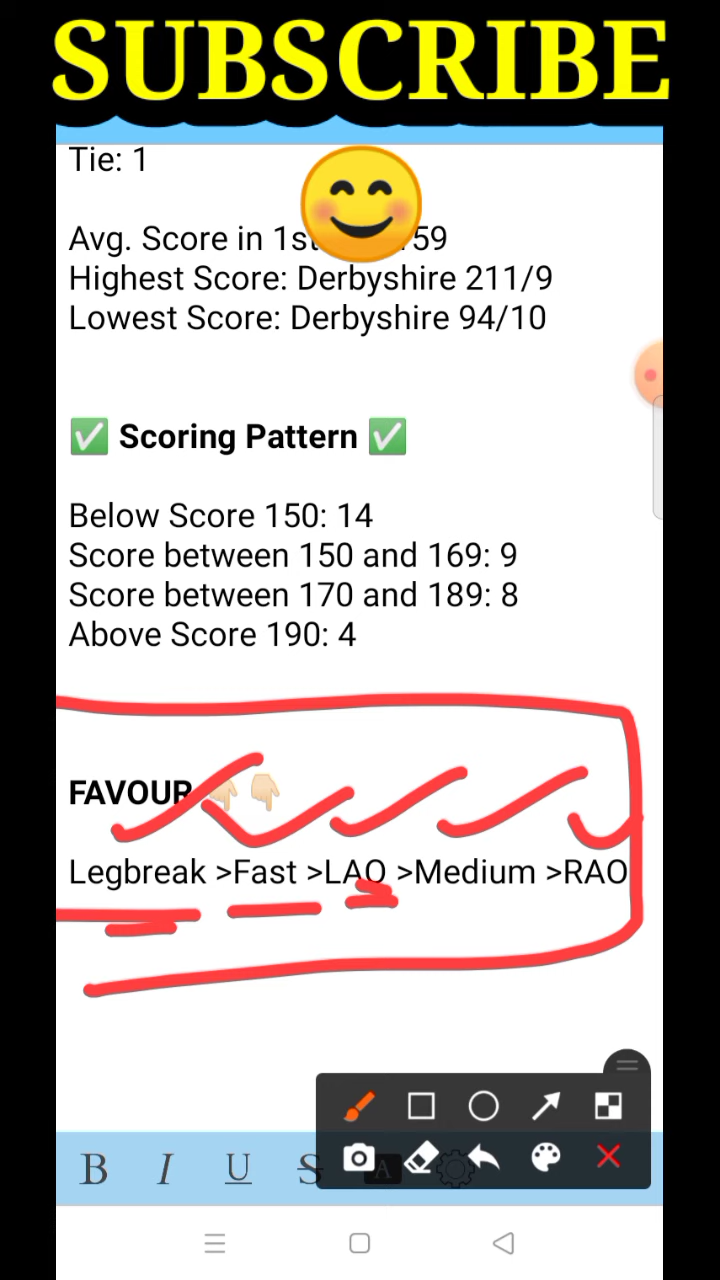 SUBSCRIBE
Tie: 1
Avg. Score in 1st 59
Highest Score: Derbyshire 211/9
Lowest Score: Derbyshire 94/10
✅ Scoring Pattern ✅
Below Score 150: 14
Score between 150 and 169: 9
Score between 170 and 189: 8
Above Score 190: 4
FAVOUR 👇🏻👇🏻
Legbreak >Fast >LAO >Medium >RAO
B I U S A